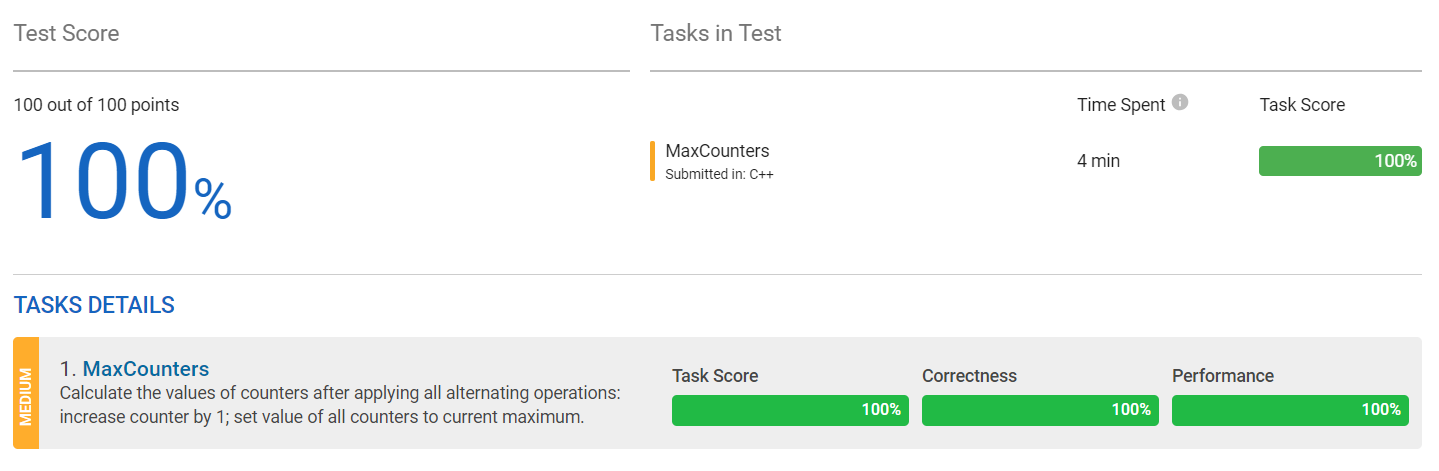 Test Score
Tasks in Test
100 out of 100 points
100%
Time Spent
Task Score
MaxCounters
Submitted in: C++
4 min
100%
TASKS DETAILS
MEDIUM
1. MaxCounters
Calculate the values of counters after applying all alternating operations:
increase counter by 1; set value of all counters to current maximum.
Task Score
100%
Correctness
100%
Performance
100%